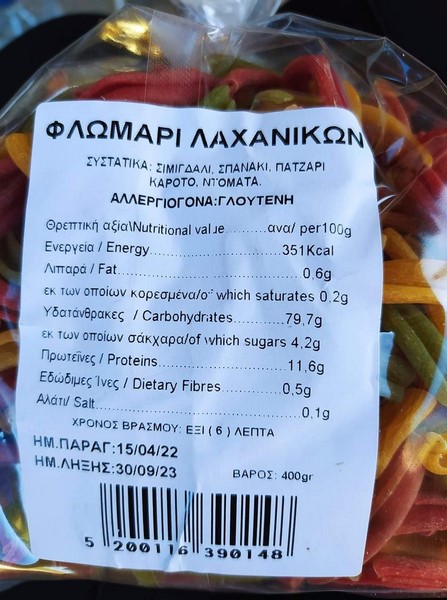 ΦΛΩΜΑΡΙ ΛΑΧΑΝΙΚΩΝ
ΣΥΣΤΑΤΙΚΑ: ΣΙΜΙΓΔΑΛΙ, ΣΠΑΝΑΚΙ, ΠΑΤΖΑΡΙ
ΚΑΡΟΤΟ, ΝΤΟΜΑΤΑ.
ΑΛΛΕΡΓΙΟΓΟΝΑ:ΓΛΟΥΤΕΝΗ
Θρεπτική αξία\Nutritional value.........ανα/ per100g
Ενεργεία / Energy........................351Kcal
Λιπαρά / Fat..................................0,6g
εκ των οποίων κορεσμένα/of which saturates 0,2g
Υδατάνθρακες / Carbohydrates.............79,7g
εκ των οποίων σάκχαρα/of which sugars 4,2g
Πρωτεΐνες / Proteins........................11,6g
Εδώδιμες Ίνες / Dietary Fibres...........0,5g
Αλάτι/ Salt......................................0,1g
ΧΡΟΝΟΣ ΒΡΑΣΜΟΥ: ΕΞΙ ( 6 ) ΛΕΠΤΑ
ΗΜ.ΠΑΡΑΓ:15/04/22
ΗΜ.ΛΗΞΗΣ:30/09/23
ΒΑΡΟΣ: 400gr
5 200116 390148